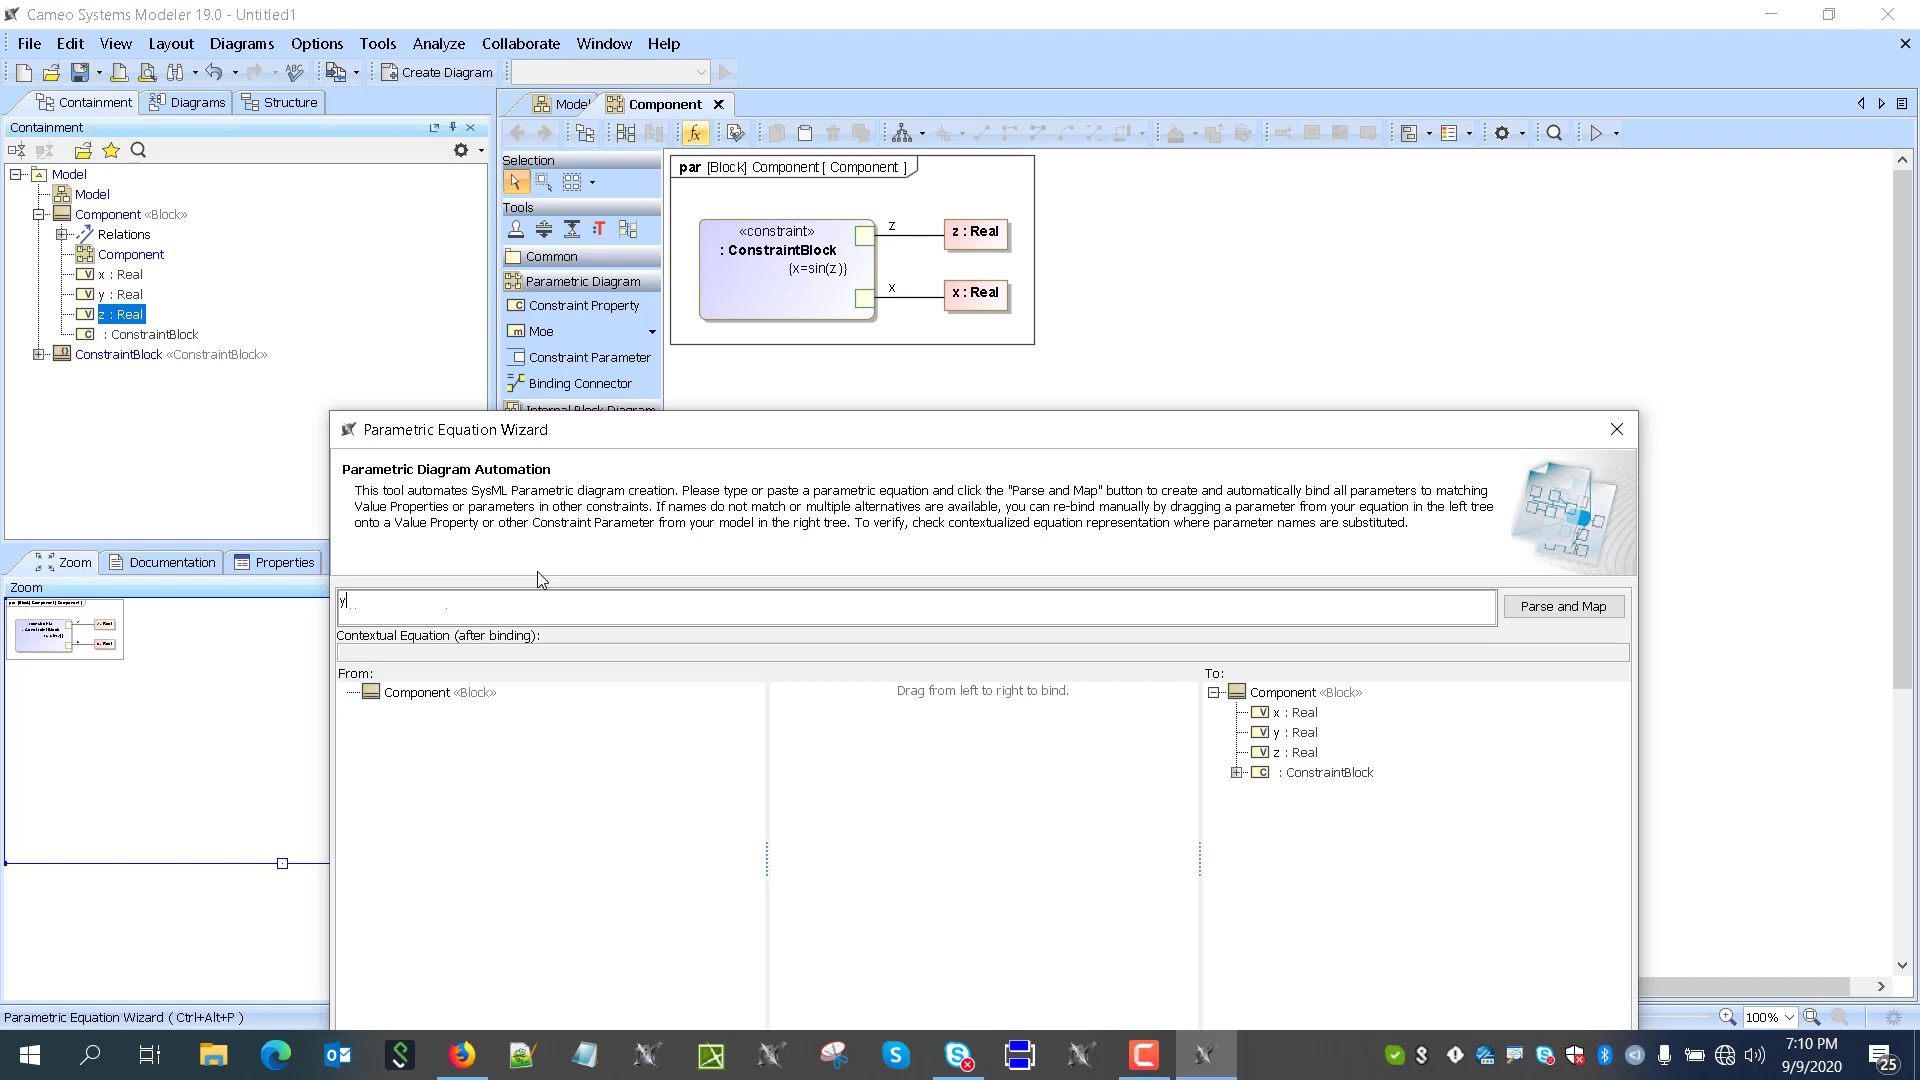 Cameo Systems Modeler 19.0 - Untitled1
File Edit View Layout Diagrams Options Tools Analyze Collaborate Window Help
Create Diagram
Containment Diagrams Structure
Model Component
Containment
Model
Model
Component «Block»
Relations
Component
x : Real
y : Real
z : Real
: ConstraintBlock
ConstraintBlock «ConstraintBlock»
Selection
Tools
Common
Parametric Diagram
Constraint Property
Moe
Constraint Parameter
Binding Connector
Internal Block Diagram
par [Block] Component[ Component ]
«constraint»
: ConstraintBlock
{x=sin(z)}
z
z : Real
x
x : Real
Zoom Documentation Properties
Zoom
Parametric Equation Wizard
Parametric Diagram Automation
This tool automates SysML Parametric diagram creation. Please type or paste a parametric equation and click the "Parse and Map" button to create and automatically bind all parameters to matching
Value Properties or parameters in other constraints. If names do not match or multiple alternatives are available, you can re-bind manually by dragging a parameter from your equation in the left tree
onto a Value Property or other Constraint Parameter from your model in the right tree. To verify, check contextualized equation representation where parameter names are substituted.
y
Parse and Map
Contextual Equation (after binding):
From:
Component «Block»
Drag from left to right to bind.
To:
Component «Block»
x : Real
y : Real
z : Real
: ConstraintBlock
Parametric Equation Wizard ( Ctrl+Alt+P )
100%
7:10 PM
9/9/2020
25